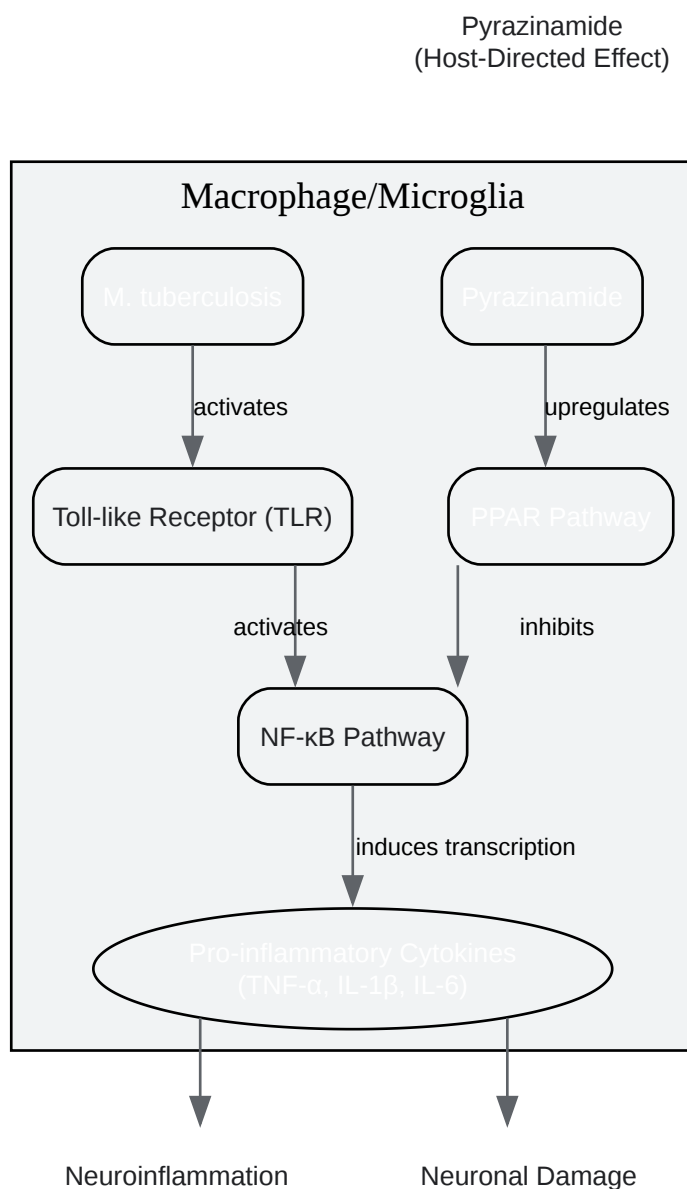 Pyrazinamide
(Host-Directed Effect)
Macrophage/Microglia
M. tuberculosis
Pyrazinamide
activates
upregulates
Toll-like Receptor (TLR)
PPAR Pathway
activates
inhibits
NF-κB Pathway
induces transcription
Pro-inflammatory Cytokines
(TNF-α, IL-1β, IL-6)
Neuroinflammation
Neuronal Damage